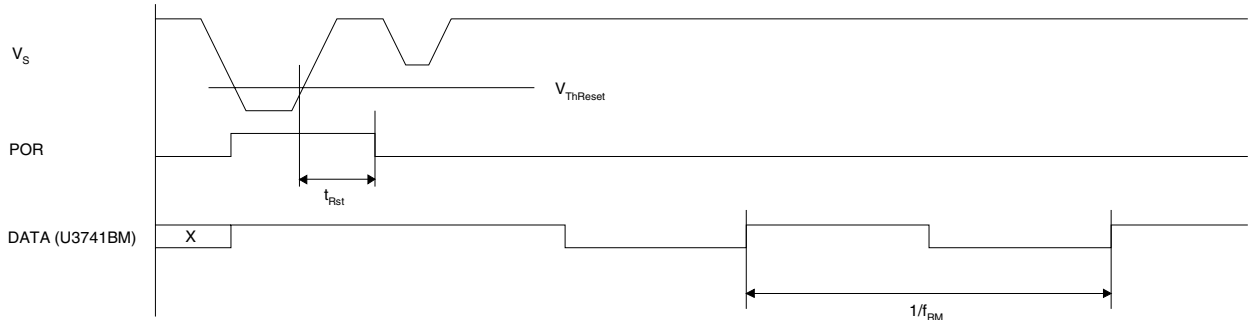 V_S
V_ThReset
POR
t_Rst
DATA (U3741BM)
X
1/f_RM